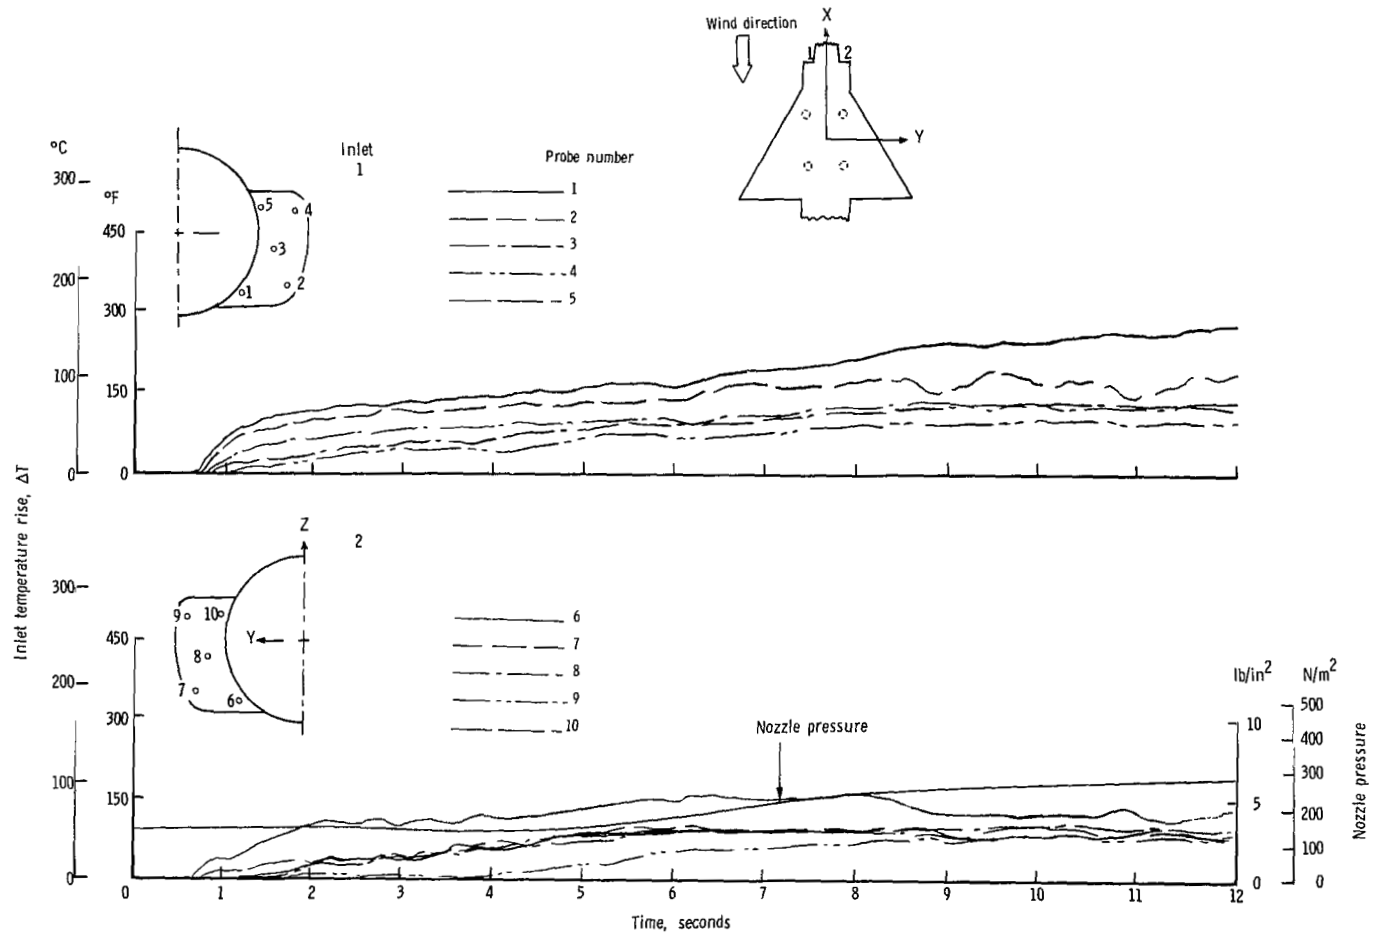 Wind direction
X
1 2
Y
°C
300
°F
450
200
300
100
150
0
0
Inlet
1
5
4
3
2
1
Probe number
1
2
3
4
5
Inlet temperature rise, ΔT
Z
2
300
450
200
300
100
150
0
9
10
Y
8
7
6
6
7
8
9
10
Nozzle pressure
lb/in²
N/m²
10
5
0
500
400
300
200
100
0
Nozzle pressure
0 1 2 3 4 5 6 7 8 9 10 11 12
Time, seconds